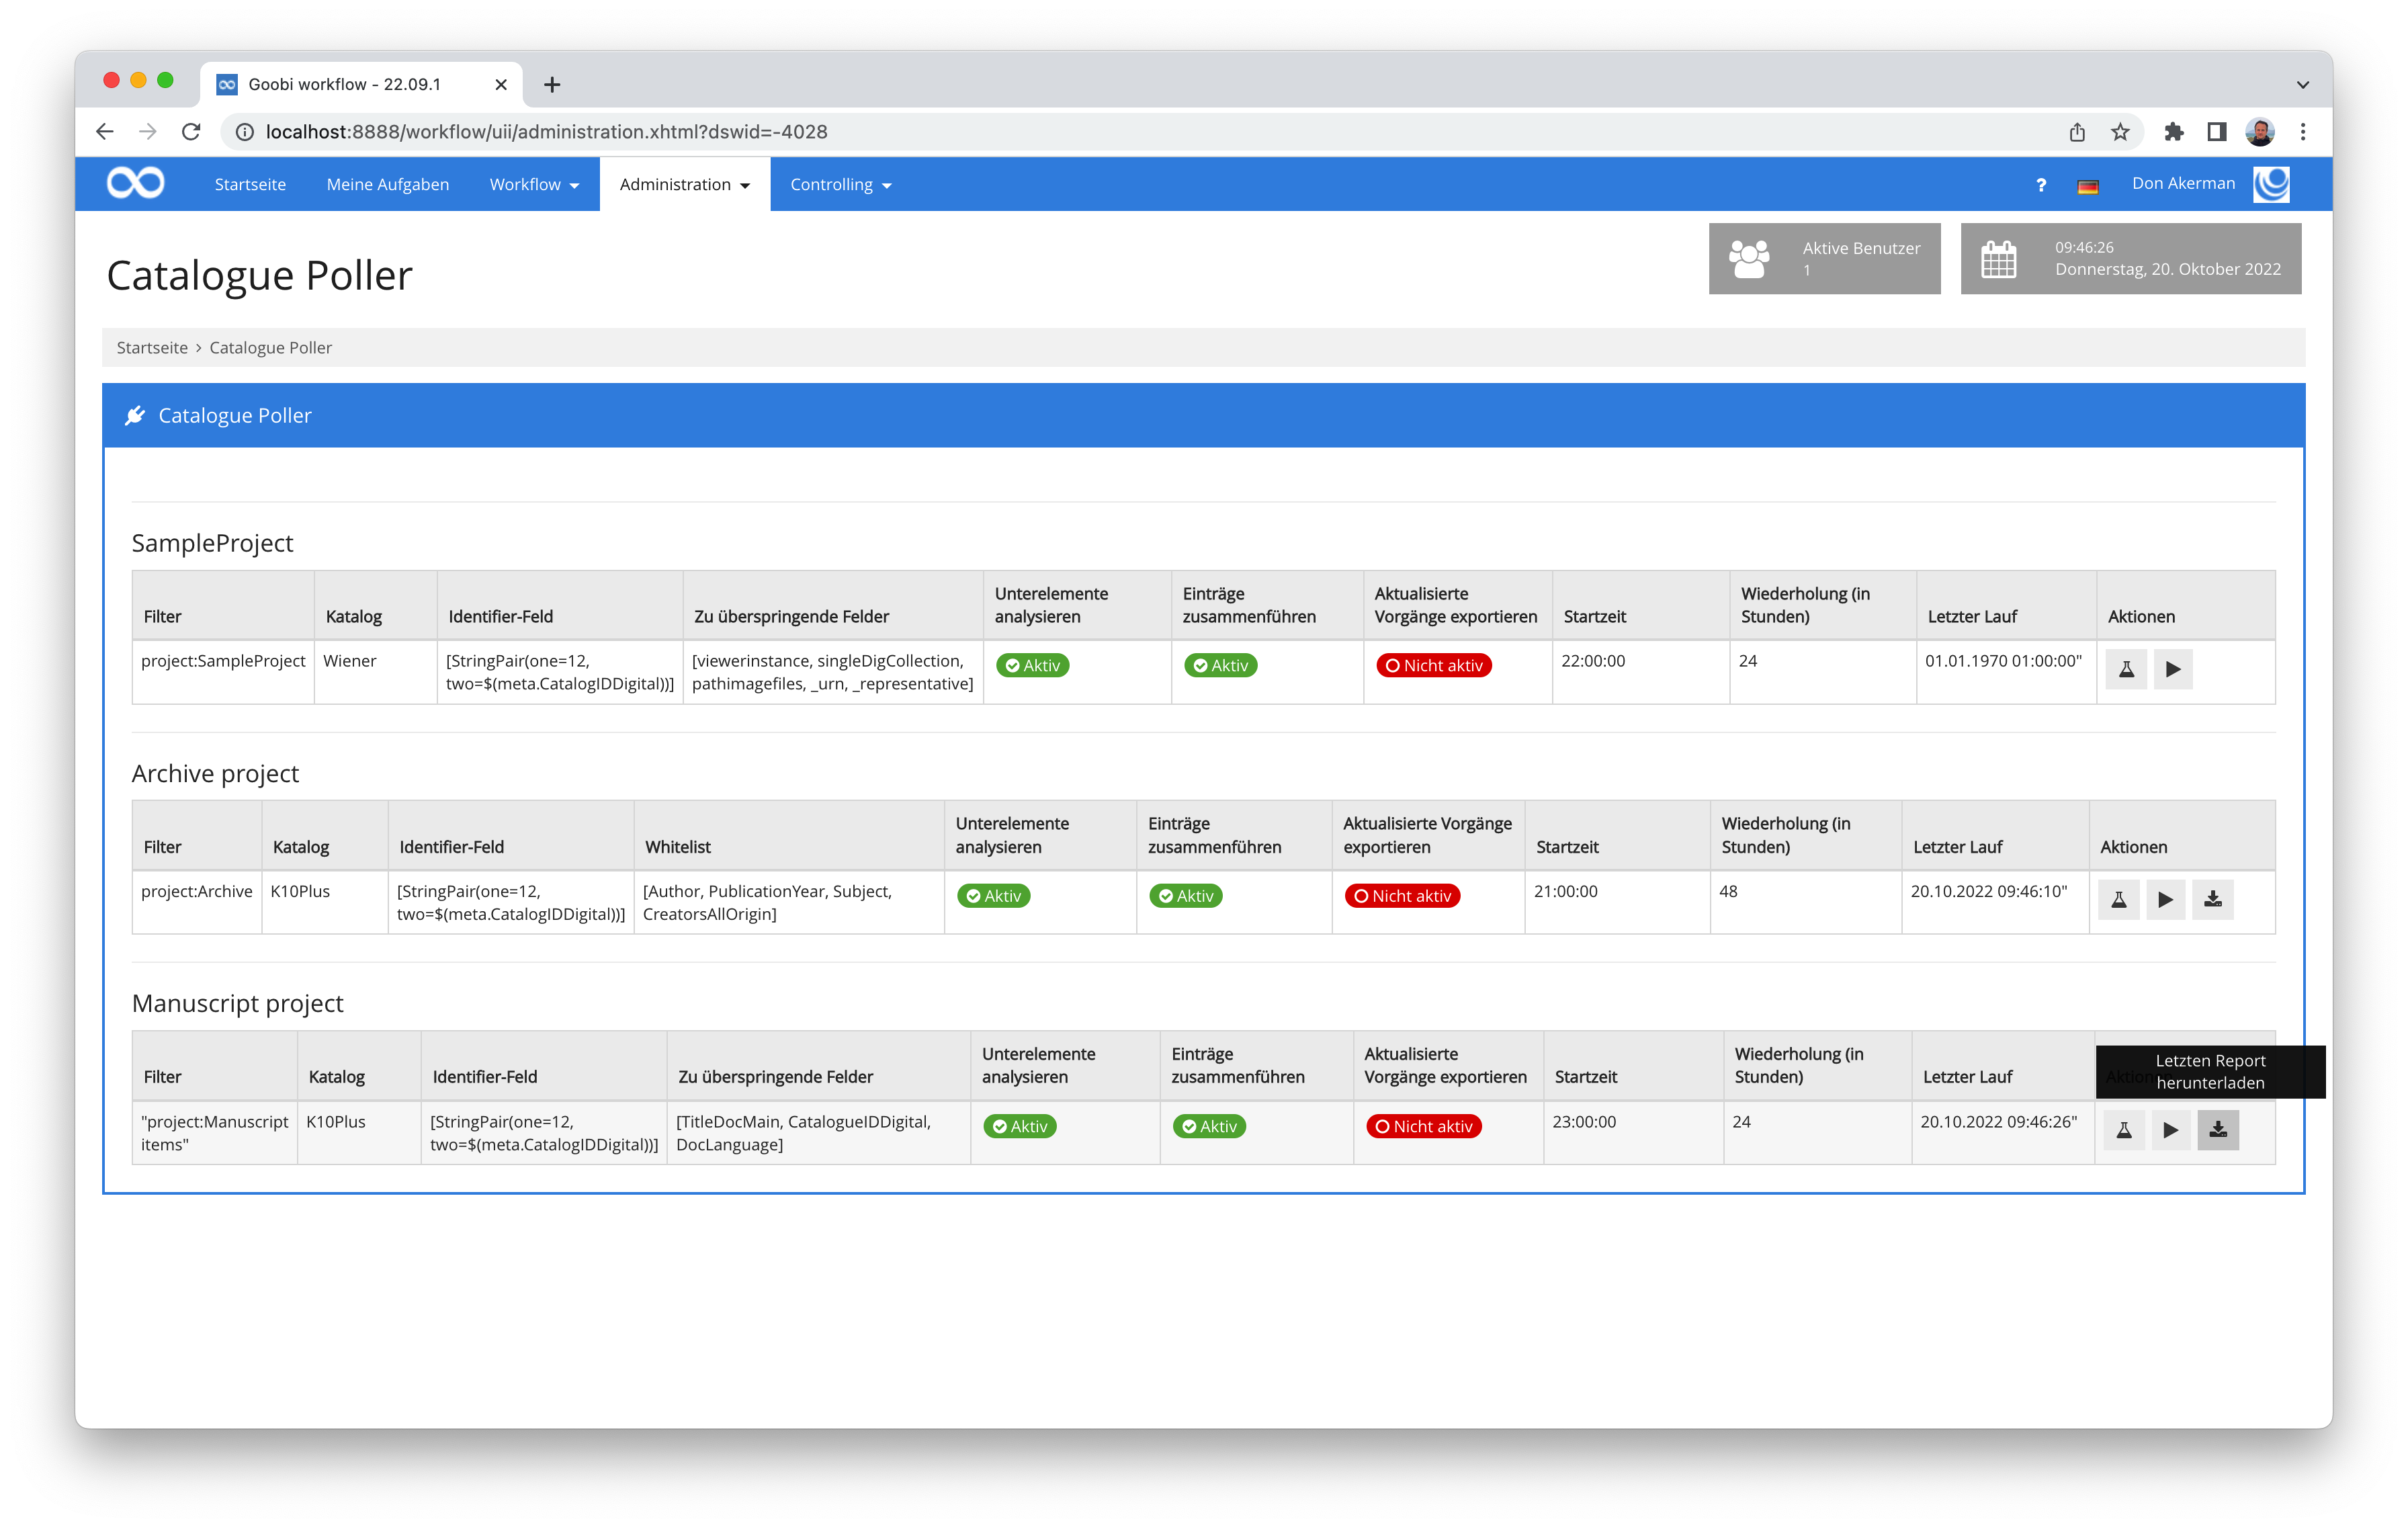 Goobi workflow - 22.09.1
localhost:8888/workflow/uii/administration.xhtml?dswid=-4028
Startseite Meine Aufgaben Workflow Administration Controlling ? Don Akerman
Catalogue Poller
Aktive Benutzer
1
09:46:26
Donnerstag, 20. Oktober 2022
Startseite › Catalogue Poller
Catalogue Poller
SampleProject
Filter Katalog Identifier-Feld Zu überspringende Felder Unterelemente analysieren Einträge zusammenführen Aktualisierte Vorgänge exportieren Startzeit Wiederholung (in Stunden) Letzter Lauf Aktionen
project:SampleProject Wiener [StringPair(one=12, [viewerinstance, singleDigCollection, Aktiv Aktiv Nicht aktiv 22:00:00 24 01.01.1970 01:00:00"
two=$(meta.CatalogIDDigital))] pathimagefiles, _urn, _representative]
Archive project
Filter Katalog Identifier-Feld Whitelist Unterelemente analysieren Einträge zusammenführen Aktualisierte Vorgänge exportieren Startzeit Wiederholung (in Stunden) Letzter Lauf Aktionen
project:Archive K10Plus [StringPair(one=12, [Author, PublicationYear, Subject, Aktiv Aktiv Nicht aktiv 21:00:00 48 20.10.2022 09:46:10"
two=$(meta.CatalogIDDigital))] CreatorsAllOrigin]
Manuscript project
Filter Katalog Identifier-Feld Zu überspringende Felder Unterelemente analysieren Einträge zusammenführen Aktualisierte Vorgänge exportieren Startzeit Wiederholung (in Stunden) Letzter Lauf
Letzten Report
herunterladen
"project:Manuscript K10Plus [StringPair(one=12, [TitleDocMain, CatalogueIDDigital, Aktiv Aktiv Nicht aktiv 23:00:00 24 20.10.2022 09:46:26"
items" two=$(meta.CatalogIDDigital))] DocLanguage]